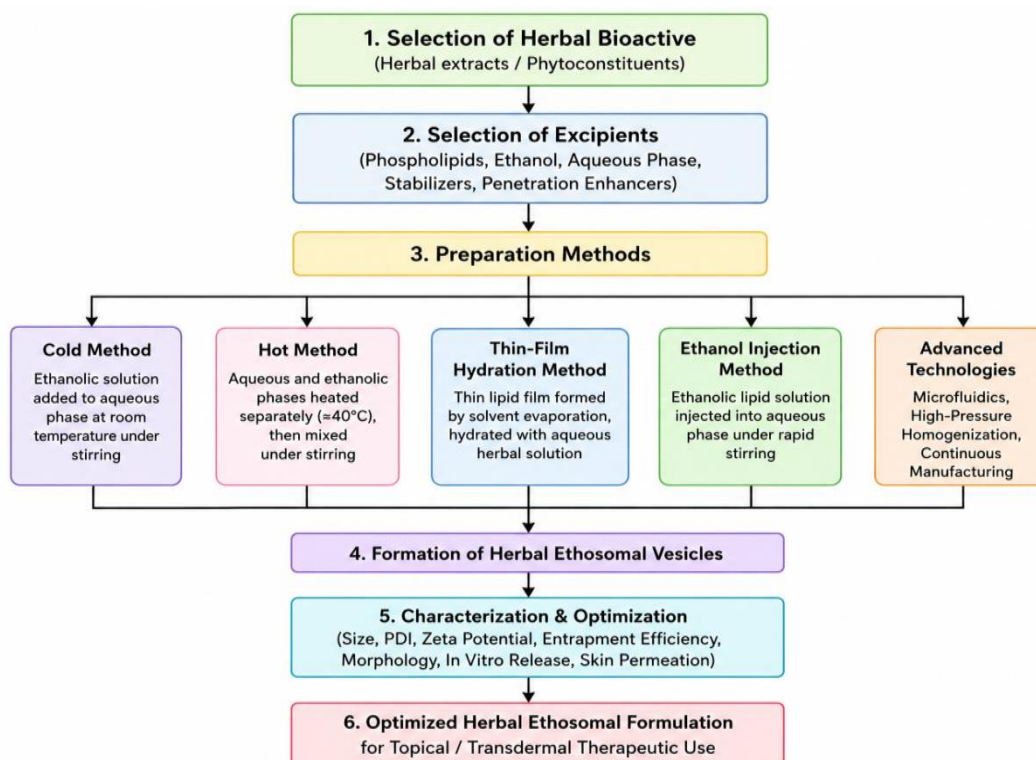 1. Selection of Herbal Bioactive
(Herbal extracts / Phytoconstituents)
2. Selection of Excipients
(Phospholipids, Ethanol, Aqueous Phase,
Stabilizers, Penetration Enhancers)
3. Preparation Methods
Cold Method
Ethanolic solution
added to aqueous
phase at room
temperature under
stirring
Hot Method
Aqueous and ethanolic
phases heated
separately (≈40°C),
then mixed
under stirring
Thin-Film
Hydration Method
Thin lipid film formed
by solvent evaporation,
hydrated with aqueous
herbal solution
Ethanol Injection
Method
Ethanolic lipid solution
injected into aqueous
phase under rapid
stirring
Advanced
Technologies
Microfluidics,
High-Pressure
Homogenization,
Continuous
Manufacturing
4. Formation of Herbal Ethosomal Vesicles
5. Characterization & Optimization
(Size, PDI, Zeta Potential, Entrapment Efficiency,
Morphology, In Vitro Release, Skin Permeation)
6. Optimized Herbal Ethosomal Formulation
for Topical / Transdermal Therapeutic Use